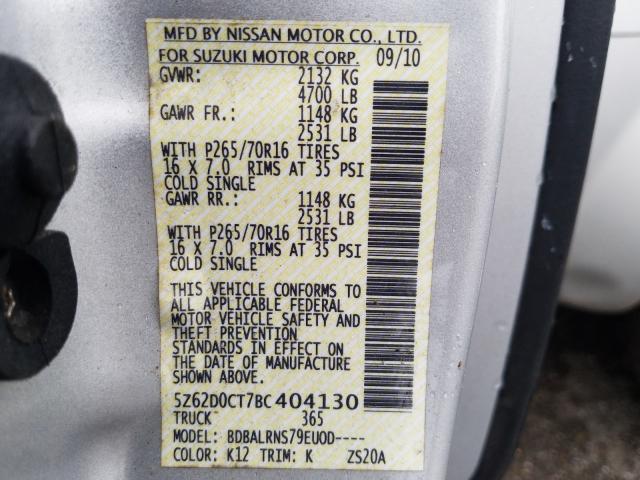 MFD BY NISSAN MOTOR CO., LTD.
FOR SUZUKI MOTOR CORP. 09/10
GVWR: 2132 KG
4700 LB
GAWR FR.: 1148 KG
2531 LB
WITH P265/70R16 TIRES
16 X 7.0 RIMS AT 35 PSI
COLD SINGLE
GAWR RR.: 1148 KG
2531 LB
WITH P265/70R16 TIRES
16 X 7.0 RIMS AT 35 PSI
COLD SINGLE
THIS VEHICLE CONFORMS TO
ALL APPLICABLE FEDERAL
MOTOR VEHICLE SAFETY AND
THEFT PREVENTION
STANDARDS IN EFFECT ON
THE DATE OF MANUFACTURE
SHOWN ABOVE.
5Z62D0CT7BC404130
TRUCK 365
MODEL: BDBALRNS79EUOD----
COLOR: K12 TRIM: K ZS20A